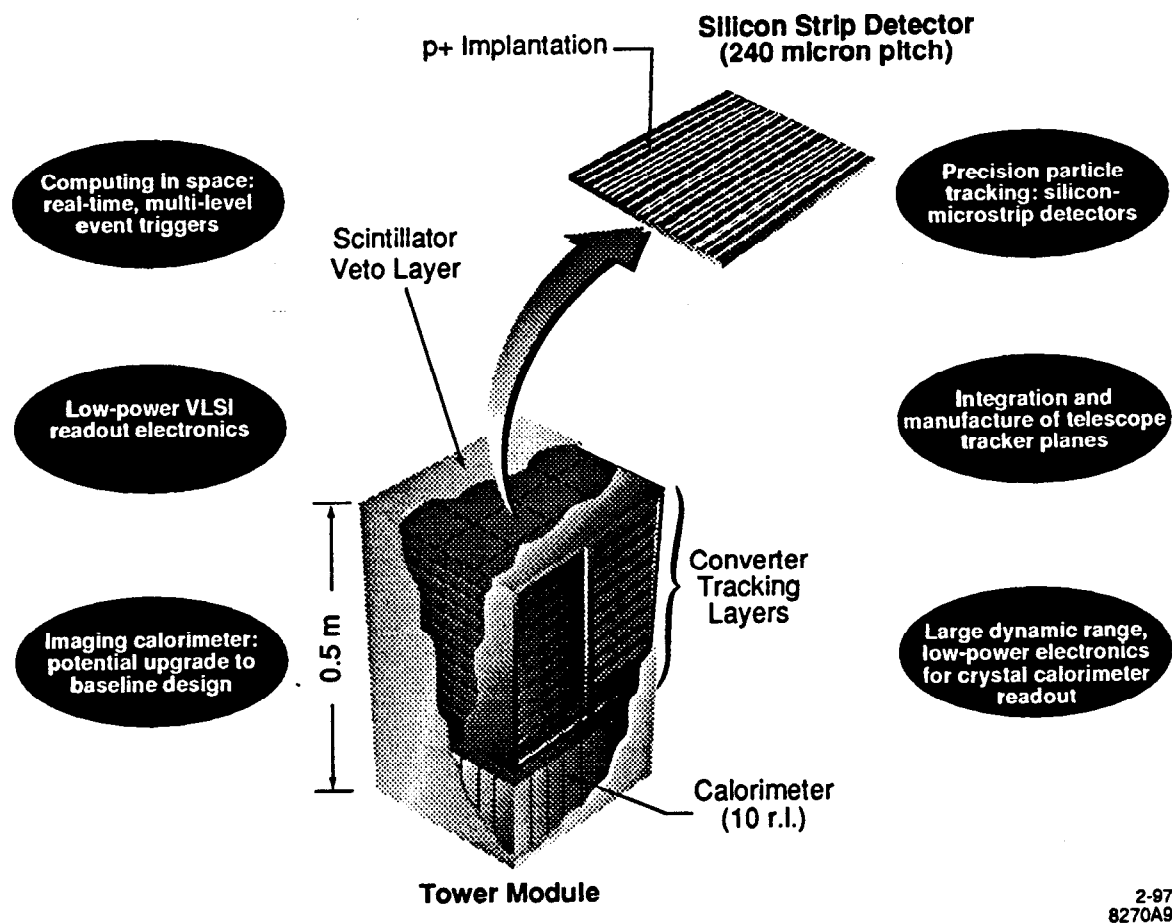 Silicon Strip Detector
(240 micron pitch)
p+ Implantation
Computing in space:
real-time, multi-level
event triggers
Precision particle
tracking: silicon-
microstrip detectors
Scintillator
Veto Layer
Low-power VLSI
readout electronics
Integration and
manufacture of telescope
tracker planes
Converter
Tracking
Layers
0.5 m
Imaging calorimeter:
potential upgrade to
baseline design
Large dynamic range,
low-power electronics
for crystal calorimeter
readout
Calorimeter
(10 r.l.)
Tower Module
2-97
8270A9